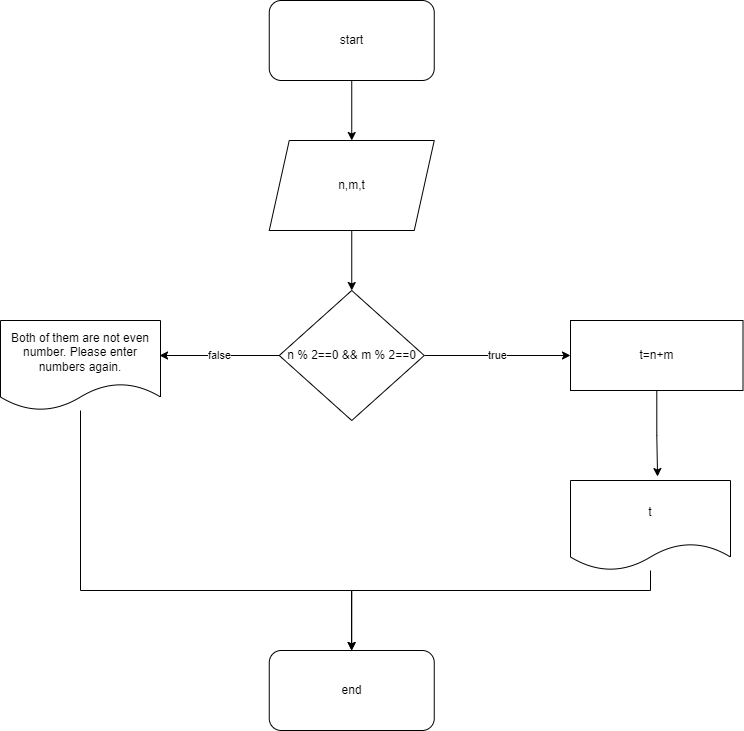 start
n,m,t
Both of them are not even
number. Please enter
numbers again.
false
n % 2==0 && m % 2==0
true
t=n+m
t
end